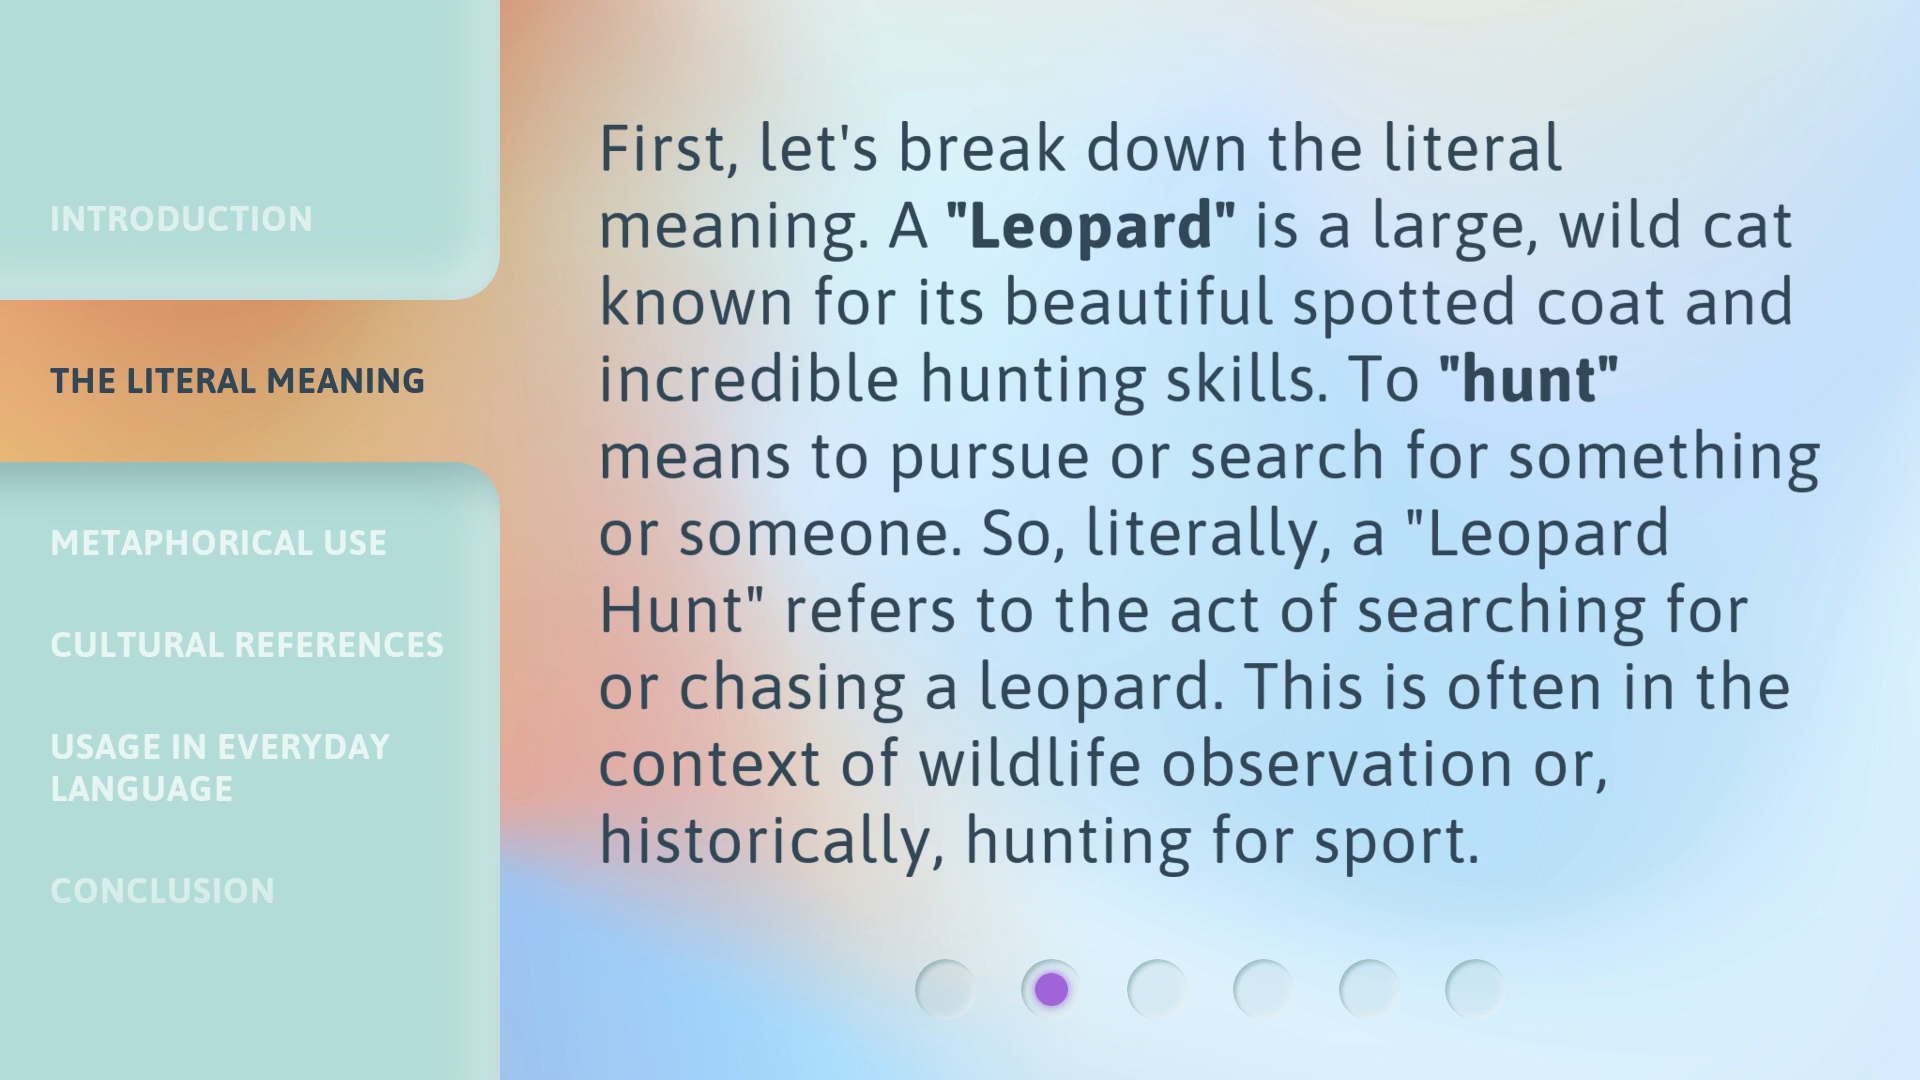 INTRODUCTION
THE LITERAL MEANING
METAPHORICAL USE
CULTURAL REFERENCES
USAGE IN EVERYDAY
LANGUAGE
CONCLUSION
First, let's break down the literal
meaning. A "Leopard" is a large, wild cat
known for its beautiful spotted coat and
incredible hunting skills. To "hunt"
means to pursue or search for something
or someone. So, literally, a "Leopard
Hunt" refers to the act of searching for
or chasing a leopard. This is often in the
context of wildlife observation or,
historically, hunting for sport.